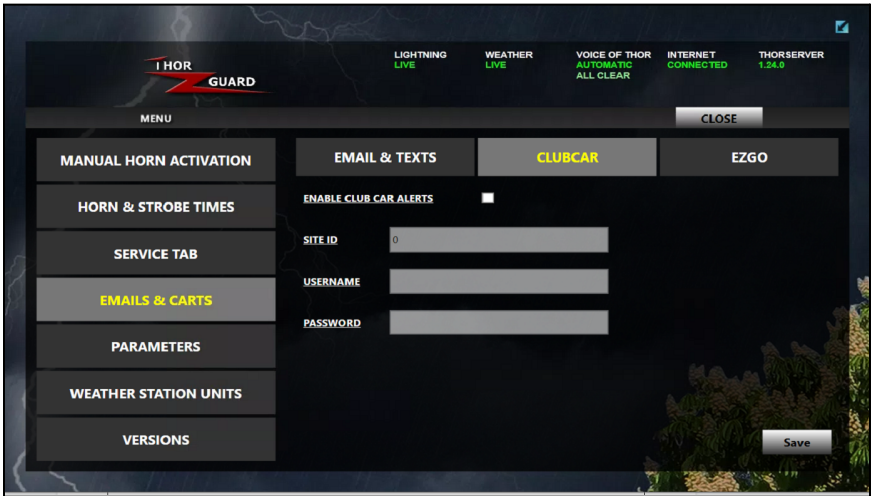 THOR
GUARD
LIGHTNING
LIVE
WEATHER
LIVE
VOICE OF THOR
AUTOMATIC
ALL CLEAR
INTERNET
CONNECTED
THORSERVER
1.24.0
MENU
CLOSE
MANUAL HORN ACTIVATION
HORN & STROBE TIMES
SERVICE TAB
EMAILS & CARTS
PARAMETERS
WEATHER STATION UNITS
VERSIONS
EMAIL & TEXTS
CLUBCAR
EZGO
ENABLE CLUB CAR ALERTS
SITE ID
0
USERNAME
PASSWORD
Save